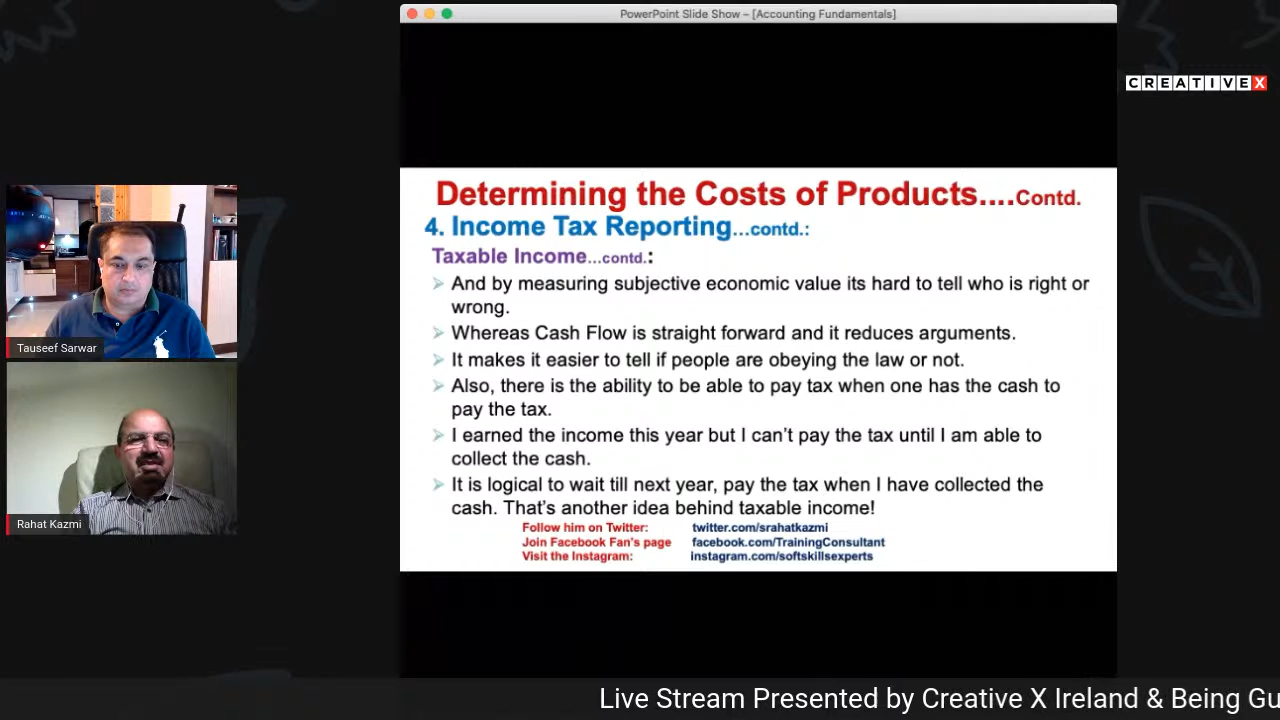 PowerPoint Slide Show – [Accounting Fundamentals]
CREATIVEX
Determining the Costs of Products....Contd.
4. Income Tax Reporting...contd.:
Taxable Income...contd.:
And by measuring subjective economic value its hard to tell who is right or
wrong.
Whereas Cash Flow is straight forward and it reduces arguments.
It makes it easier to tell if people are obeying the law or not.
Also, there is the ability to be able to pay tax when one has the cash to
pay the tax.
I earned the income this year but I can't pay the tax until I am able to
collect the cash.
It is logical to wait till next year, pay the tax when I have collected the
cash. That's another idea behind taxable income!
Follow him on Twitter: twitter.com/srahatkazmi
Join Facebook Fan's page facebook.com/TrainingConsultant
Visit the Instagram: instagram.com/softskillsexperts
Tauseef Sarwar
Rahat Kazmi
Live Stream Presented by Creative X Ireland & Being Gu